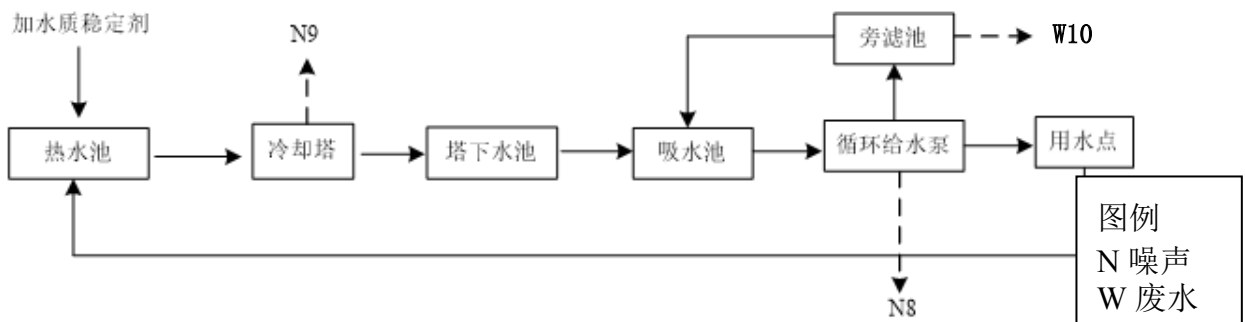 加水质稳定剂
N9
旁滤池
W10
热水池
冷却塔
塔下水池
吸水池
循环给水泵
用水点
图例
N 噪声
W 废水
N8